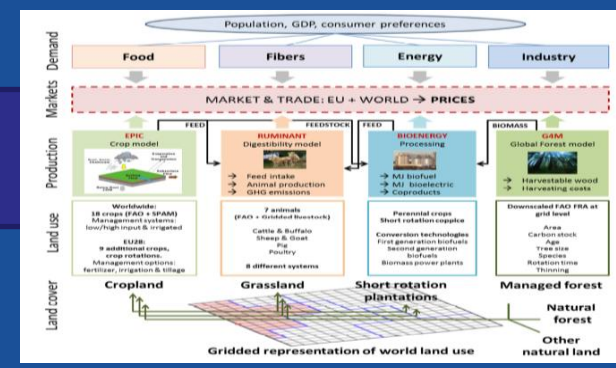 Population, GDP, consumer preferences
Demand
Food
Fibers
Energy
Industry
Markets
MARKET & TRADE: EU + WORLD → PRICES
FEED
FEEDSTOCK
FEED
BIOMASS
Production
EPIC
Crop model
RUMINANT
Digestibility model
→ Feed intake
→ Animal production
→ GHG emissions
BIOENERGY
Processing
→ MJ biofuel
→ MJ bioelectric
→ Coproducts
G4M
Global Forest model
→ Harvestable wood
→ Harvesting costs
Land use
Worldwide:
18 crops (FAO + SPAM)
Management systems:
low/high input & irrigated
EU28:
9 additional crops,
crop rotations.
Management options:
fertilizer, irrigation & tillage
7 animals
(FAO + Gridded livestock)
Cattle & Buffalo
Sheep & Goat
Pig
Poultry
8 different systems
Perennial crops
Short rotation coppice
Conversion technologies
First generation biofuels
Second generation
biofuels
Biomass power plants
Downscaled FAO FRA at
grid level
Area
Carbon stock
Age
Tree size
Species
Rotation time
Thinning
Land cover
Cropland
Grassland
Short rotation
plantations
Managed forest
Natural
forest
Other
natural land
Gridded representation of world land use